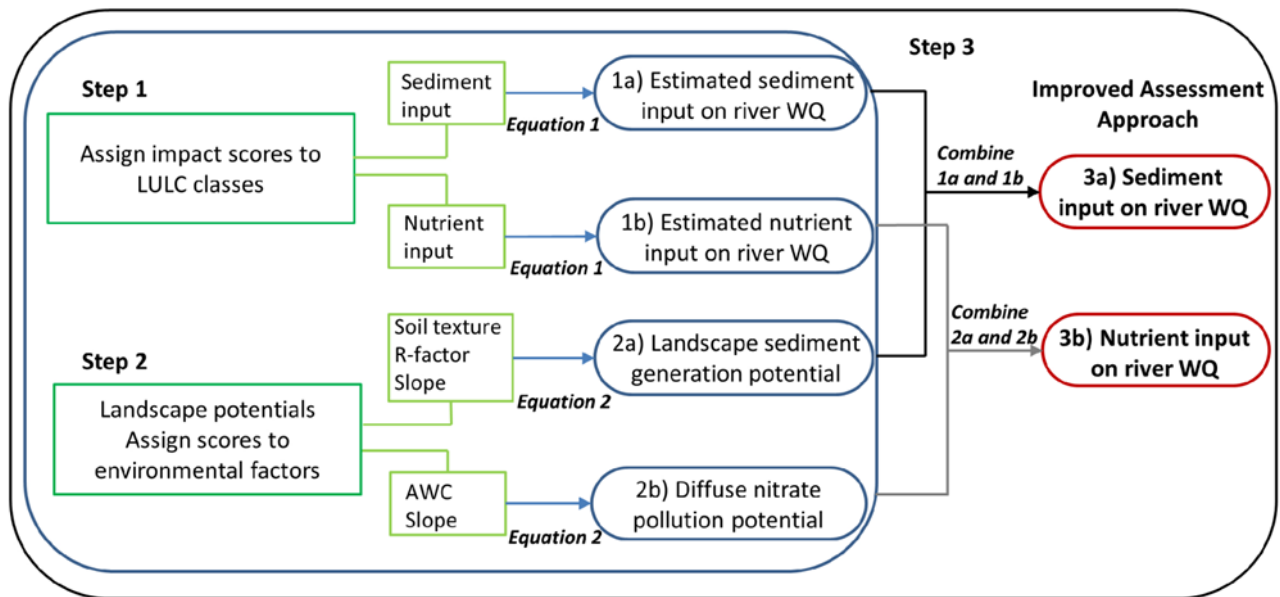 Step 1
Assign impact scores to
LULC classes
Sediment
input
Equation 1
1a) Estimated sediment
input on river WQ
Nutrient
input
Equation 1
1b) Estimated nutrient
input on river WQ
Step 2
Landscape potentials
Assign scores to
environmental factors
Soil texture
R-factor
Slope
Equation 2
2a) Landscape sediment
generation potential
AWC
Slope
Equation 2
2b) Diffuse nitrate
pollution potential
Step 3
Improved Assessment
Approach
Combine
1a and 1b
3a) Sediment
input on river WQ
Combine
2a and 2b
3b) Nutrient input
on river WQ